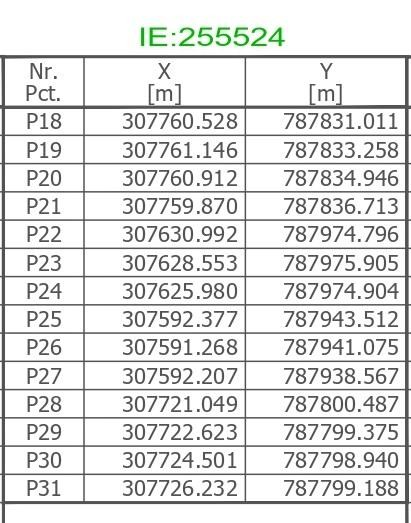 IE:255524
Nr. Pct. X [m] Y [m]
P18 307760.528 787831.011
P19 307761.146 787833.258
P20 307760.912 787834.946
P21 307759.870 787836.713
P22 307630.992 787974.796
P23 307628.553 787975.905
P24 307625.980 787974.904
P25 307592.377 787943.512
P26 307591.268 787941.075
P27 307592.207 787938.567
P28 307721.049 787800.487
P29 307722.623 787799.375
P30 307724.501 787798.940
P31 307726.232 787799.188